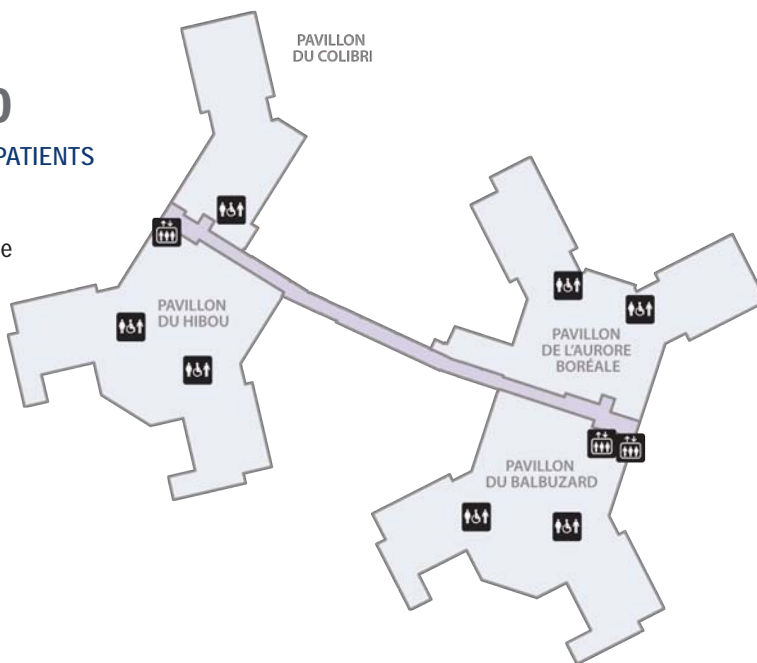 PAVILLON
DU COLIBRI
PATIENTS
e
PAVILLON
DU HIBOU
PAVILLON
DE L'AURORE
BORÉALE
PAVILLON
DU BALBUZARD